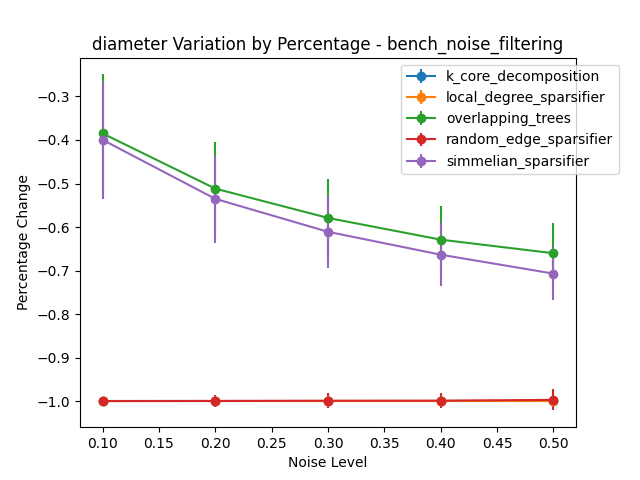 diameter Variation by Percentage - bench_noise_filtering
k_core_decomposition
local_degree_sparsifier
overlapping_trees
random_edge_sparsifier
simmelian_sparsifier
Percentage Change
−0.3
−0.4
−0.5
−0.6
−0.7
−0.8
−0.9
−1.0
0.10 0.15 0.20 0.25 0.30 0.35 0.40 0.45 0.50
Noise Level